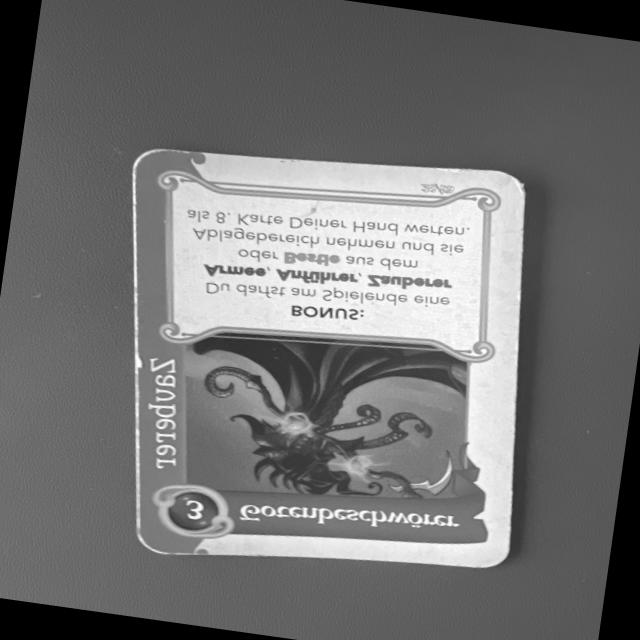 3
Totenbeschwörer
Zauberer
BONUS:
Du darfst am Spielende eine
Armee, Anführer, Zauberer
oder Bestie aus dem
Ablagebereich nehmen und sie
als 8. Karte Deiner Hand werten.